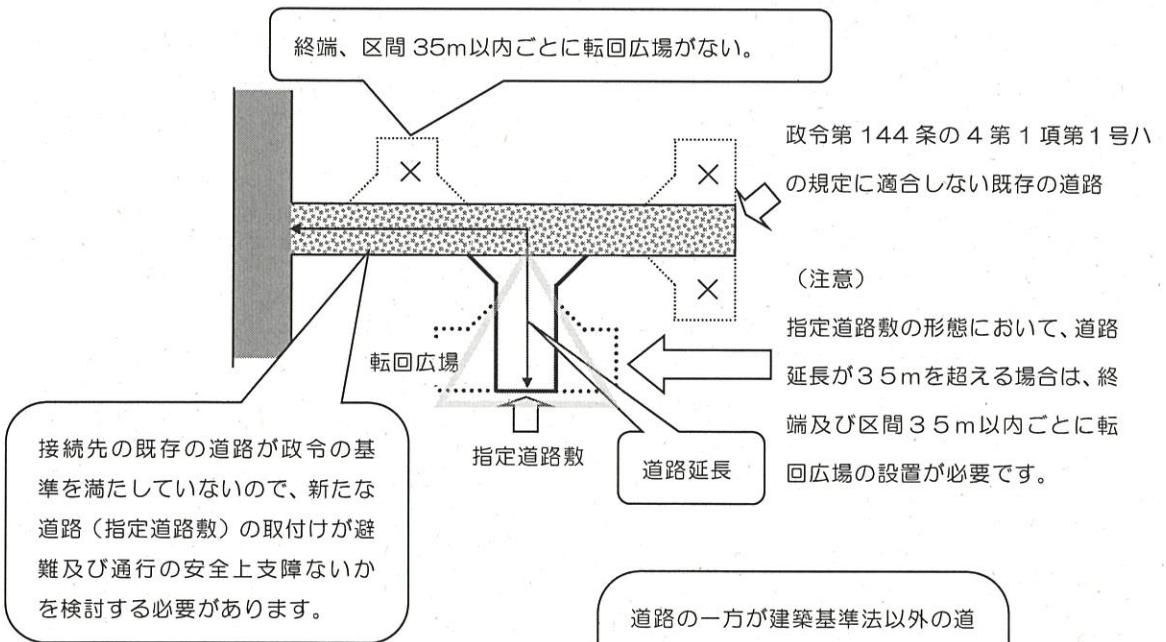 終端、区間 35m以内ごとに転回広場がない。
政令第 144 条の 4 第 1 項第 1 号ハ
の規定に適合しない既存の道路
(注意)
指定道路敷の形態において、道路
延長が35mを超える場合は、終
端及び区間35m以内ごとに転
回広場の設置が必要です。
転回広場
指定道路敷
道路延長
接続先の既存の道路が政令の基
準を満たしていないので、新たな
道路(指定道路敷)の取付けが避
難及び通行の安全上支障ないか
を検討する必要があります。
道路の一方が建築基準法以外の道